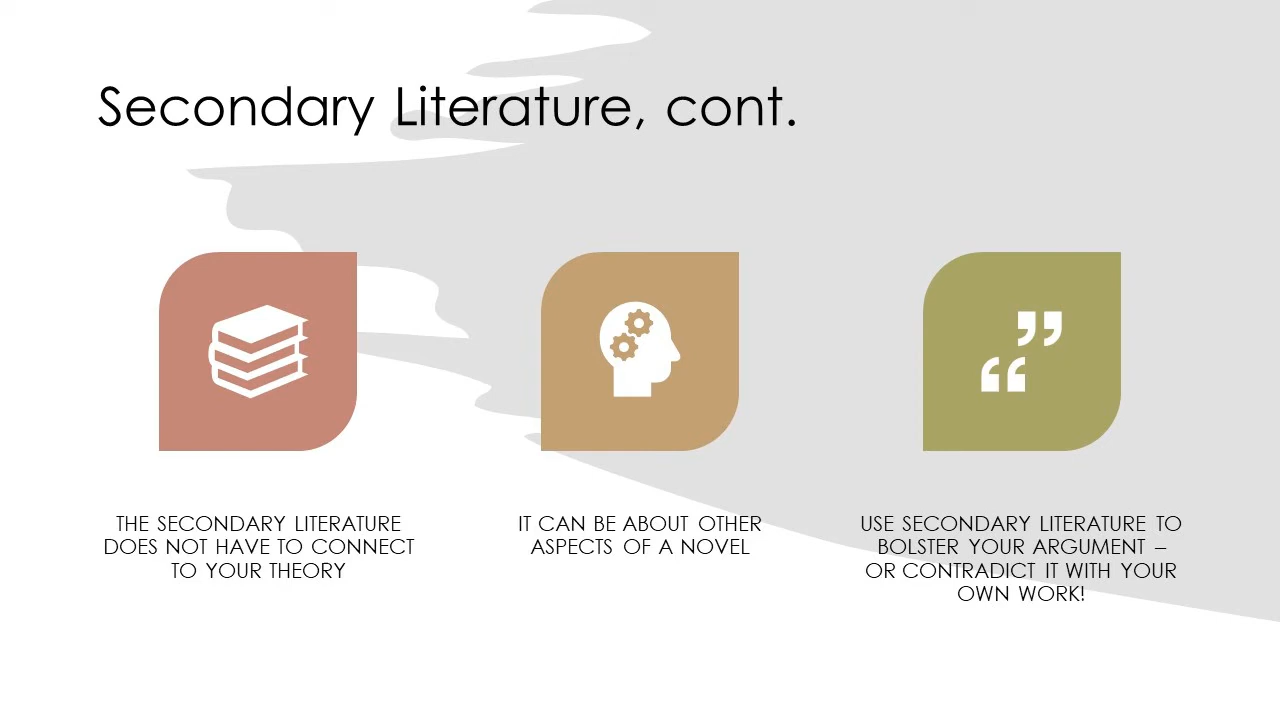 Secondary Literature, cont.
THE SECONDARY LITERATURE
DOES NOT HAVE TO CONNECT
TO YOUR THEORY
IT CAN BE ABOUT OTHER
ASPECTS OF A NOVEL
USE SECONDARY LITERATURE TO
BOLSTER YOUR ARGUMENT –
OR CONTRADICT IT WITH YOUR
OWN WORK!